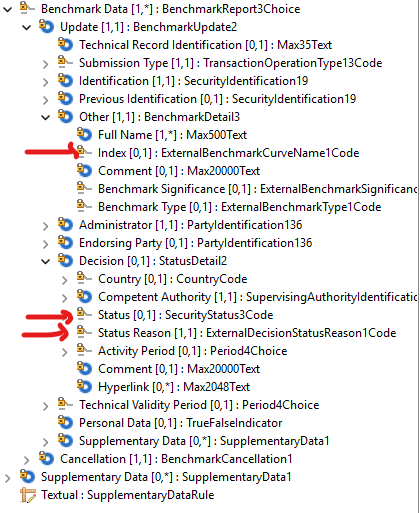 Benchmark Data [1,*] : BenchmarkReport3Choice
Update [1,1] : BenchmarkUpdate2
Technical Record Identification [0,1] : Max35Text
Submission Type [1,1] : TransactionOperationType13Code
Identification [1,1] : SecurityIdentification19
Previous Identification [0,1] : SecurityIdentification19
Other [1,1] : BenchmarkDetail3
Full Name [1,*] : Max500Text
Index [0,1] : ExternalBenchmarkCurveName1Code
Comment [0,1] : Max20000Text
Benchmark Significance [0,1] : ExternalBenchmarkSignifican
Benchmark Type [0,1] : ExternalBenchmarkType1Code
Administrator [1,1] : PartyIdentification136
Endorsing Party [0,1] : PartyIdentification136
Decision [0,1] : StatusDetail2
Country [0,1] : CountryCode
Competent Authority [1,1] : SupervisingAuthorityIdentificatio
Status [0,1] : SecurityStatus3Code
Status Reason [1,1] : ExternalDecisionStatusReason1Code
Activity Period [0,1] : Period4Choice
Comment [0,1] : Max20000Text
Hyperlink [0,*] : Max2048Text
Technical Validity Period [0,1] : Period4Choice
Personal Data [0,1] : TrueFalseIndicator
Supplementary Data [0,*] : SupplementaryData1
Cancellation [1,1] : BenchmarkCancellation1
Supplementary Data [0,*] : SupplementaryData1
Textual : SupplementaryDataRule